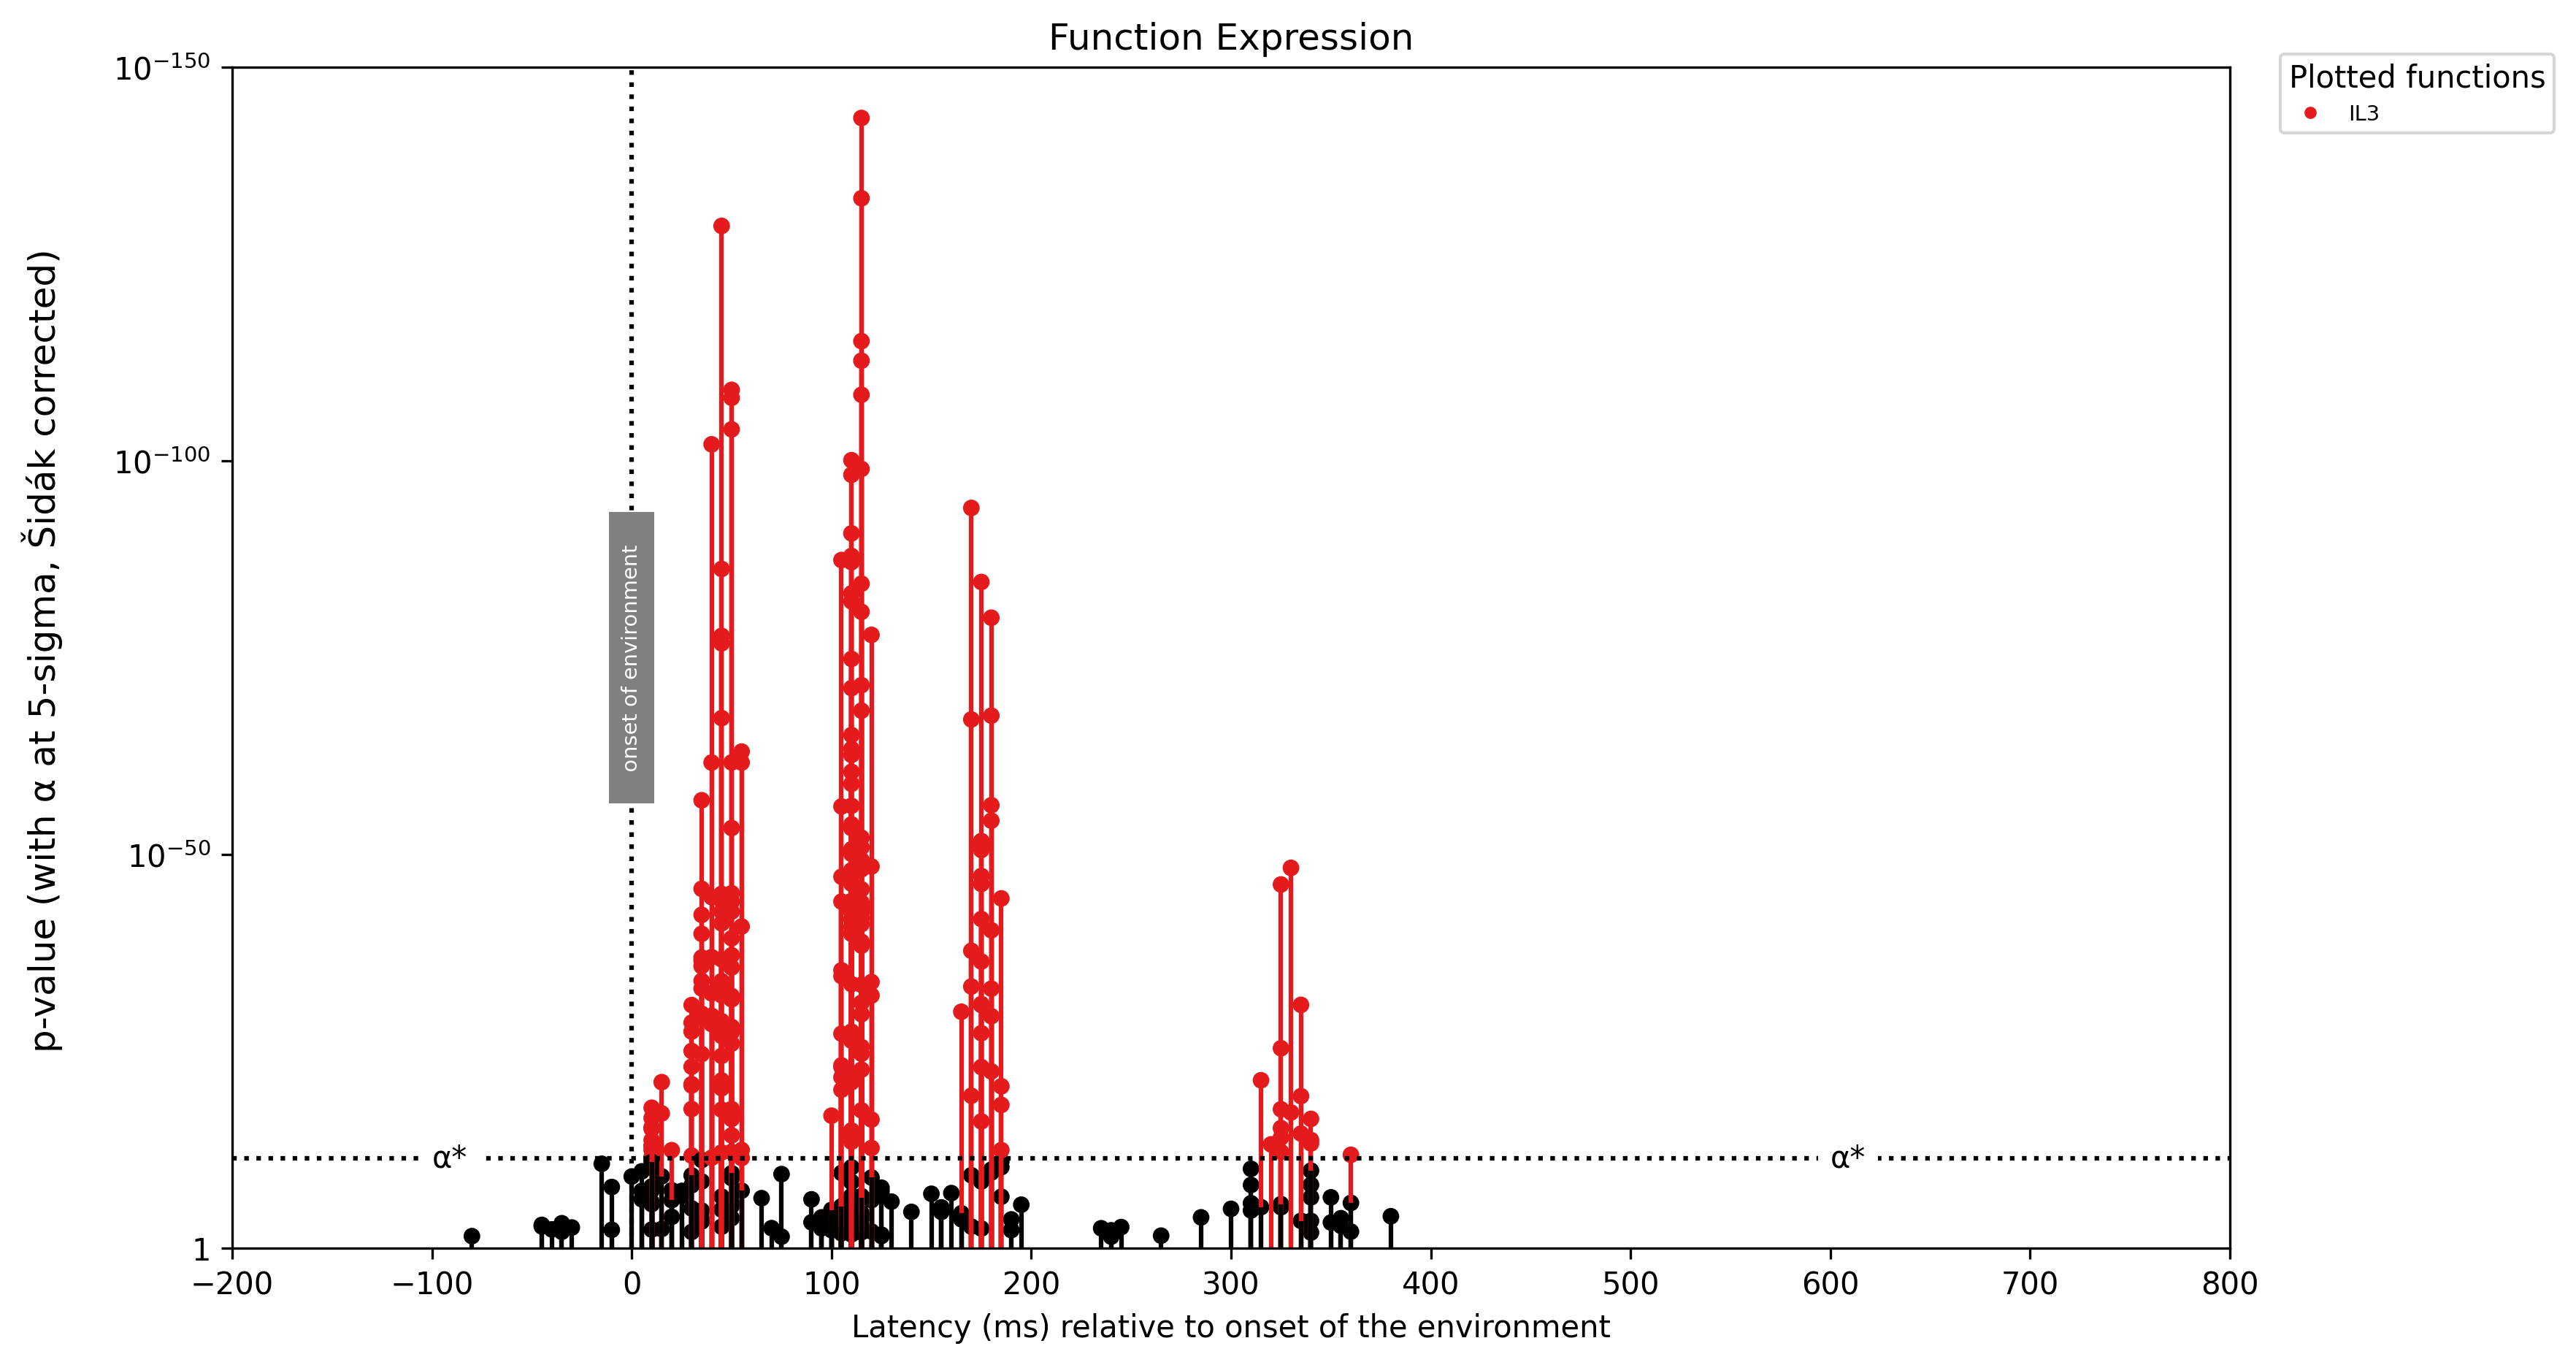 Function Expression
Plotted functions
IL3
p-value (with α at 5-sigma, Šidák corrected)
10⁻¹⁵⁰
10⁻¹⁰⁰
10⁻⁵⁰
1
onset of environment
α*
α*
−200 −100 0 100 200 300 400 500 600 700 800
Latency (ms) relative to onset of the environment